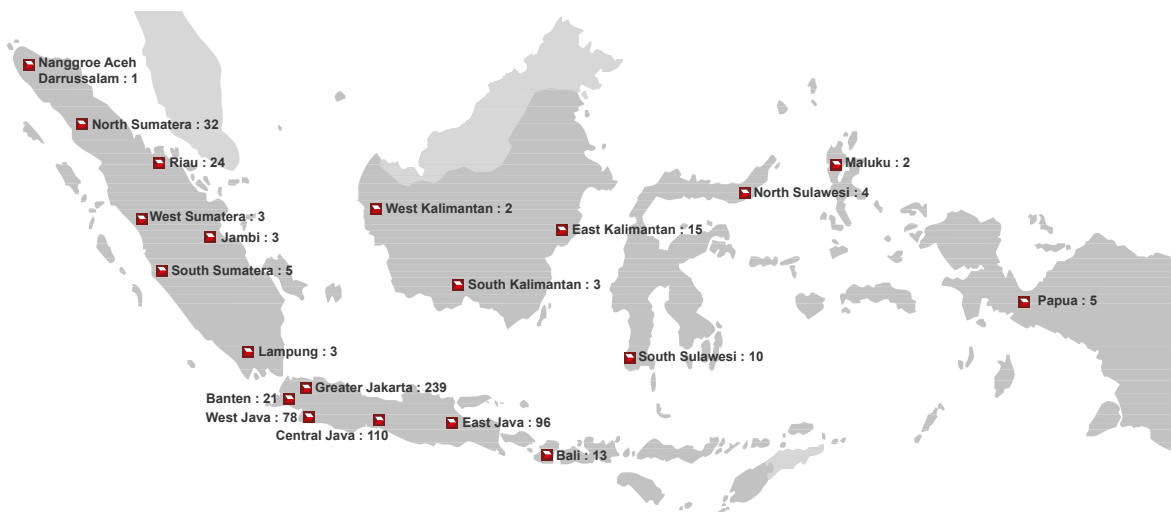 Nanggroe Aceh
Darrussalam : 1
North Sumatera : 32
Riau : 24
Maluku : 2
North Sulawesi : 4
West Kalimantan : 2
West Sumatera : 3
East Kalimantan : 15
Jambi : 3
South Sumatera : 5
South Kalimantan : 3
Papua : 5
Lampung : 3
South Sulawesi : 10
Greater Jakarta : 239
Banten : 21
West Java : 78
East Java : 96
Central Java : 110
Bali : 13